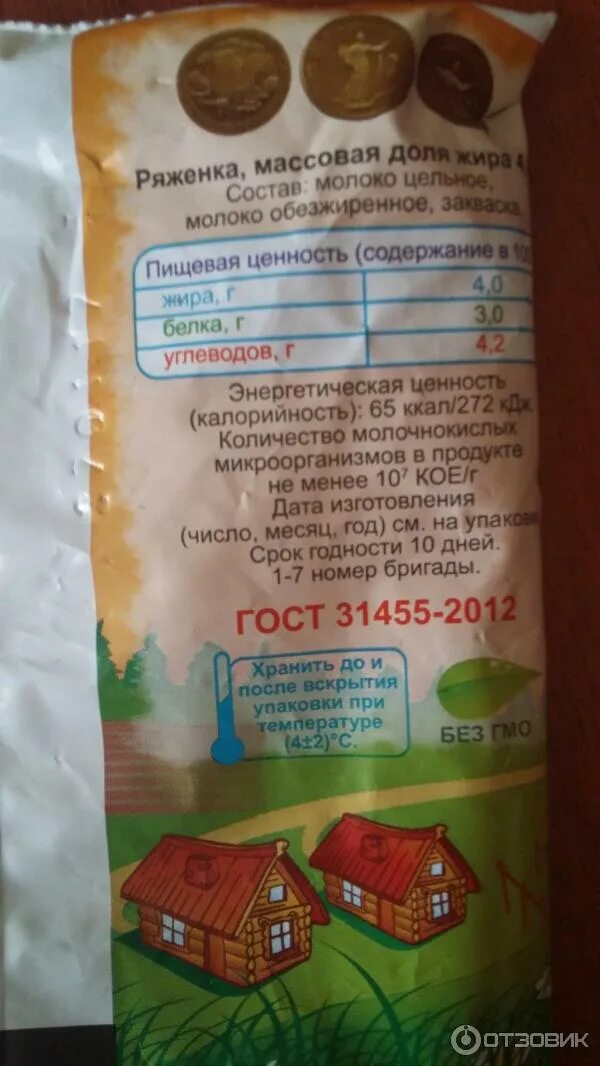 Ряженка, массовая доля жира 4
Состав: молоко цельное,
молоко обезжиренное, закваска
Пищевая ценность (содержание в 100
жира, г 4,0
белка, г 3,0
углеводов, г 4,2
Энергетическая ценность
(калорийность): 65 ккал/272 кДж
Количество молочнокислых
микроорганизмов в продукте
не менее 10⁷ КОЕ/г
Дата изготовления
(число, месяц, год) см. на упаковке
Срок годности 10 дней.
1-7 номер бригады.
ГОСТ 31455-2012
Хранить до и
после вскрытия
упаковки при
температуре
(4±2)°С.
БЕЗ ГМО
ОТЗОВИК